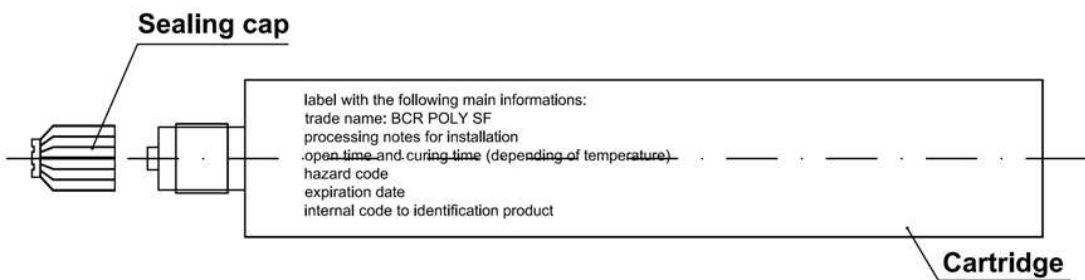 Sealing cap
label with the following main informations:
trade name: BCR POLY SF
processing notes for installation
open time and curing time (depending of temperature)
hazard code
expiration date
internal code to identification product
Cartridge